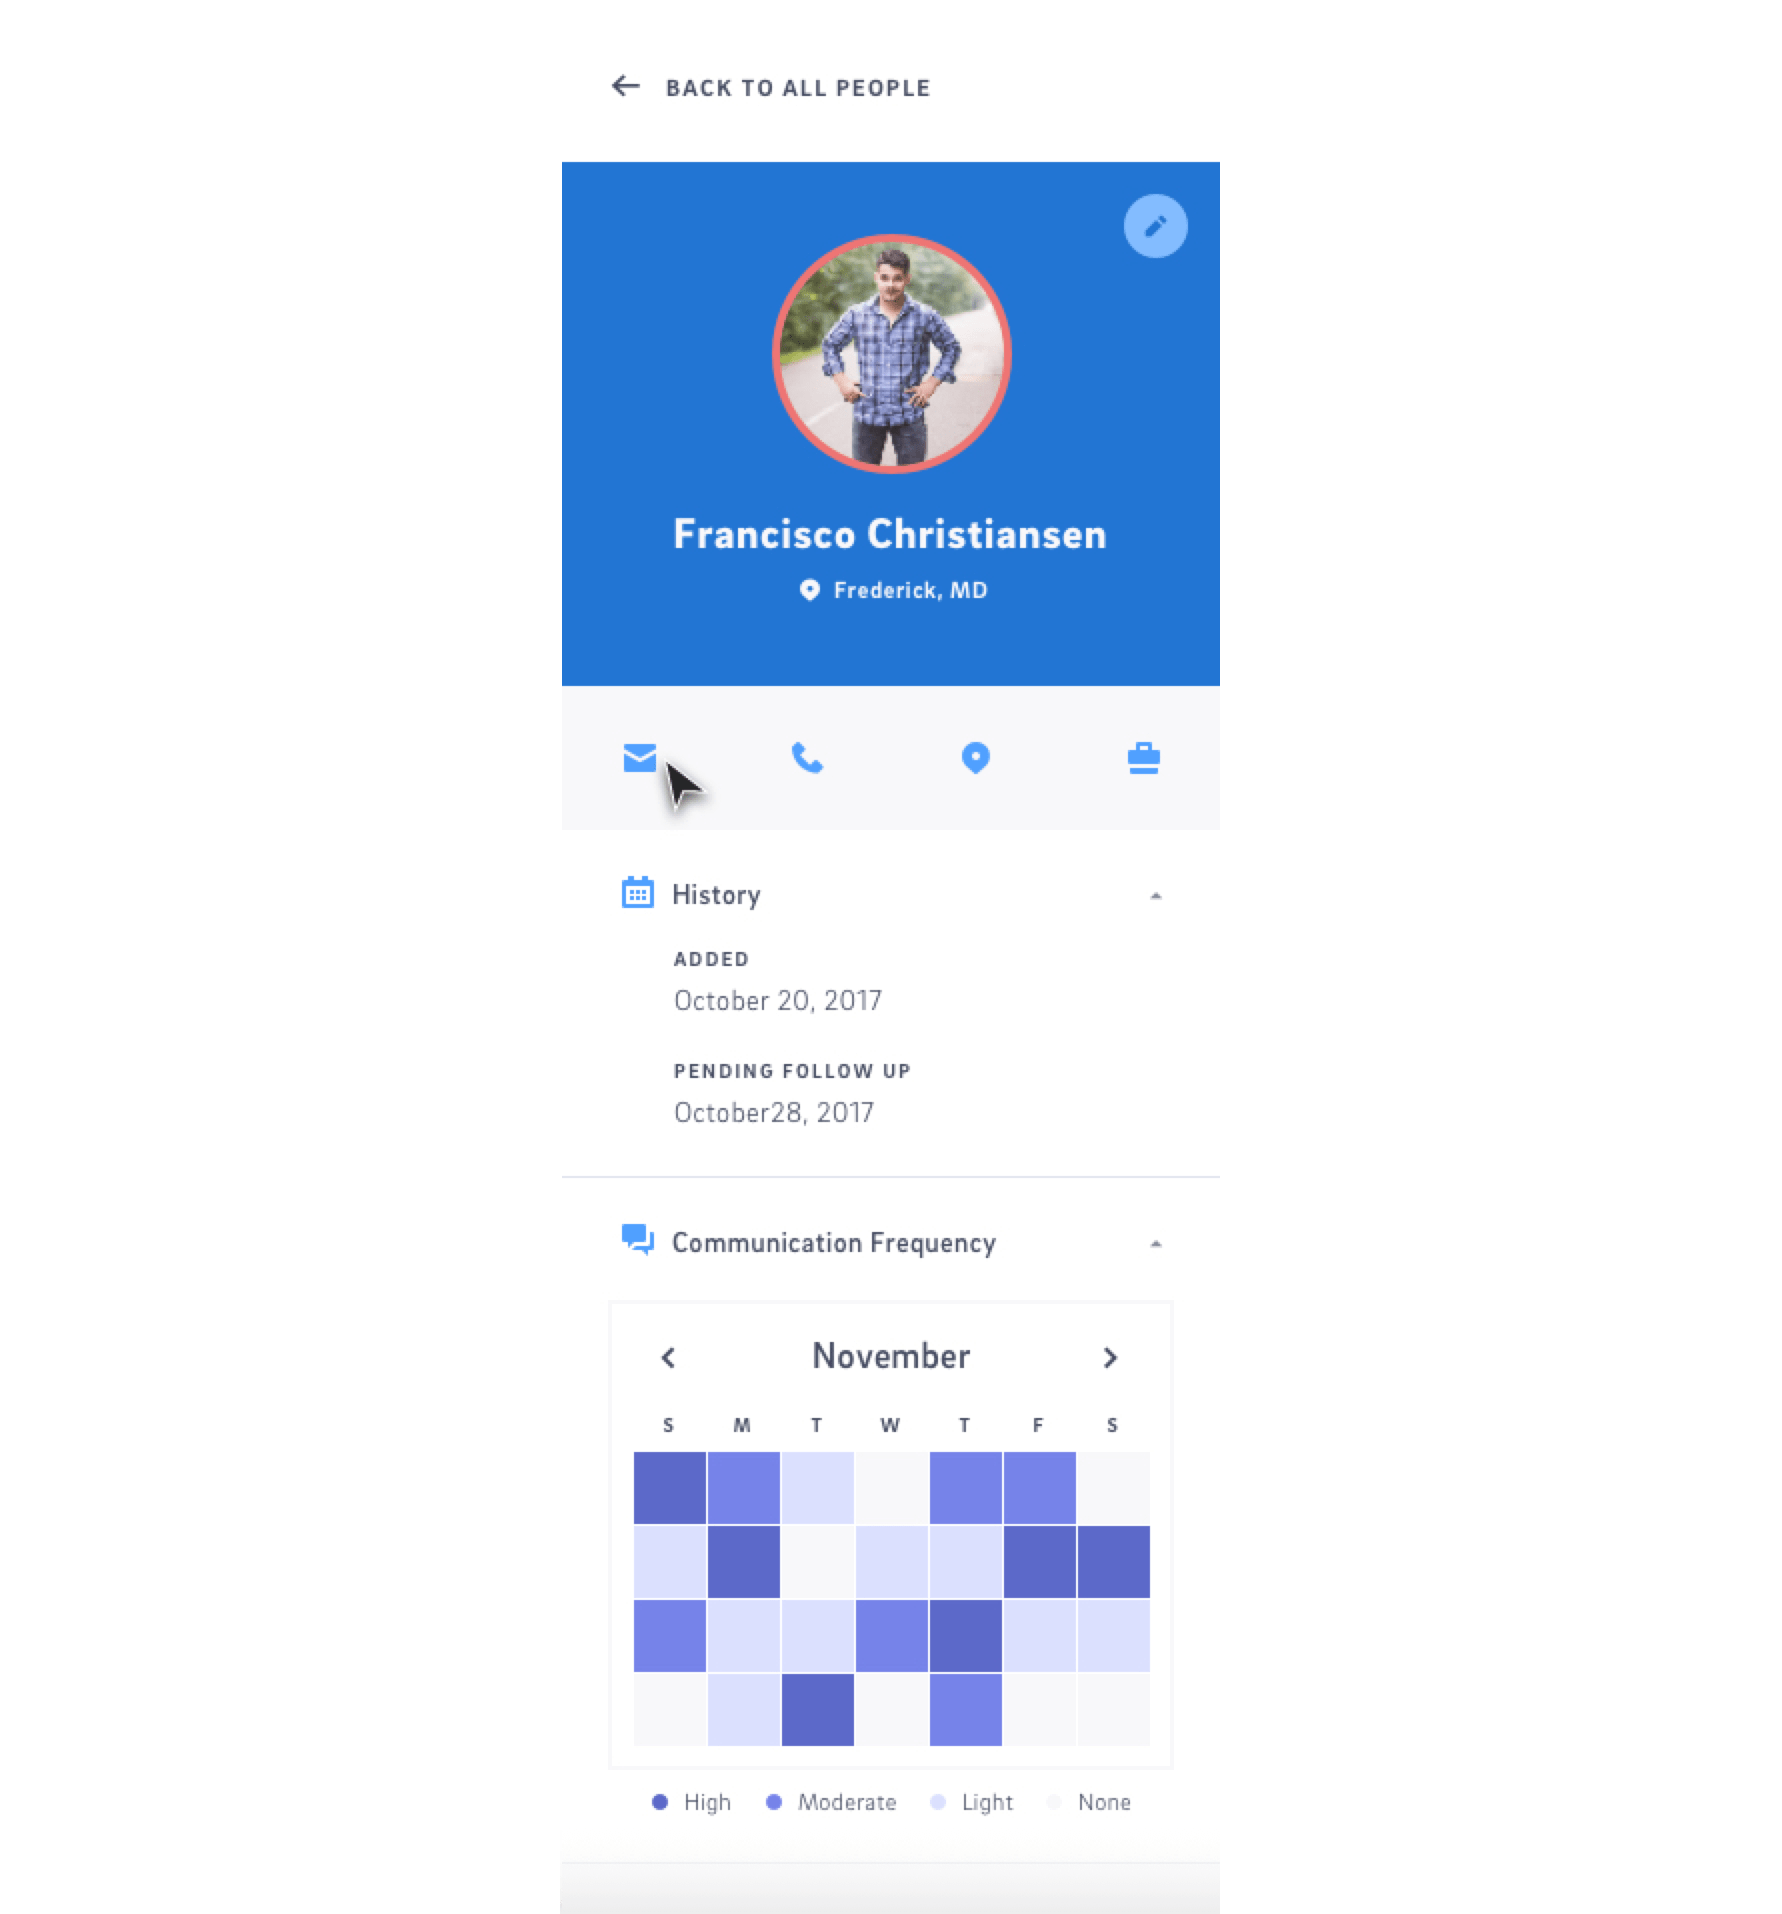 BACK TO ALL PEOPLE
Francisco Christiansen
Frederick, MD
History
ADDED
October 20, 2017
PENDING FOLLOW UP
October28, 2017
Communication Frequency
November
S M T W T F S
High Moderate Light None